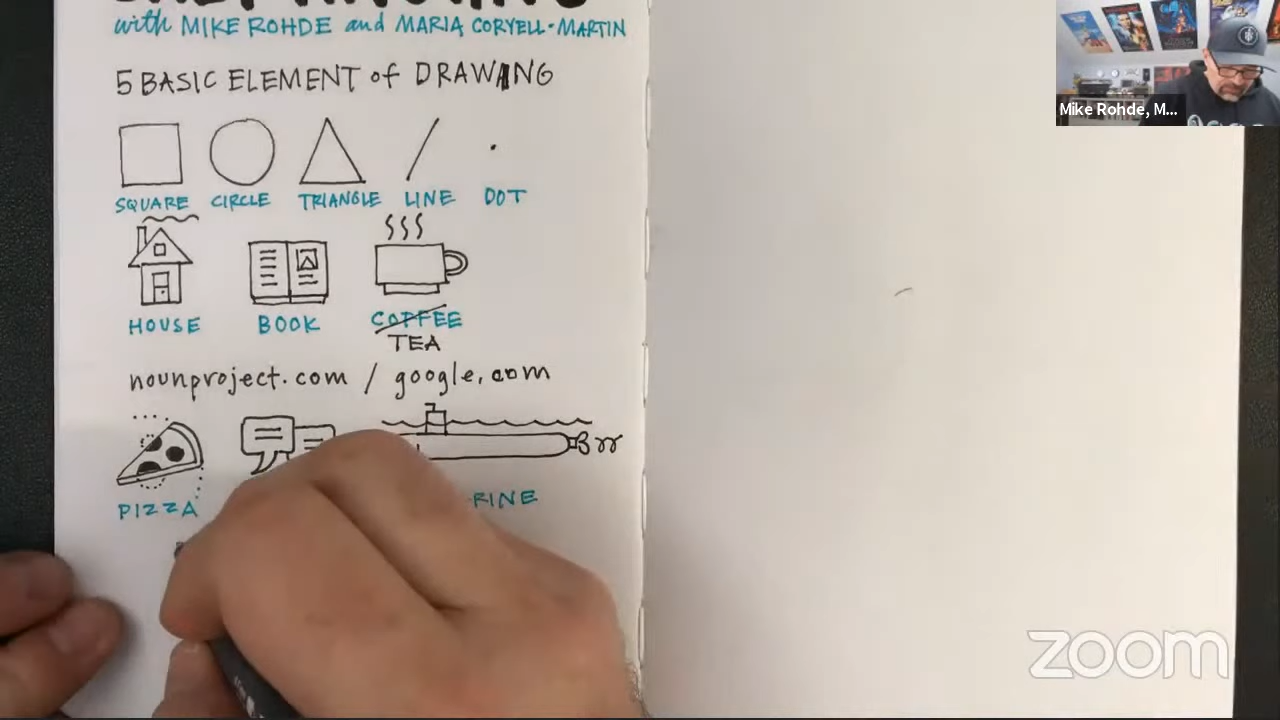 with MIKE ROHDE and MARIA CORYELL-MARTIN
5 BASIC ELEMENT of DRAWING
SQUARE CIRCLE TRIANGLE LINE DOT
HOUSE BOOK COFFEE
TEA
nounproject.com / google.com
PIZZA
Mike Rohde, M...
zoom